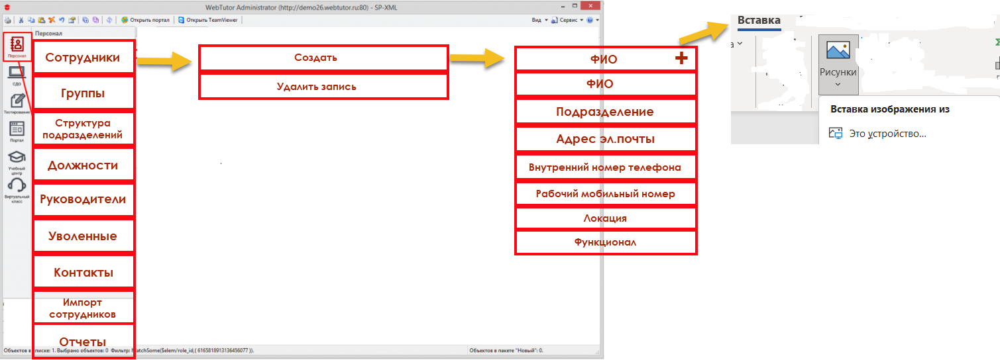 WebTutor Administrator (http://demo26.webtutor.ru:80) - SP-XML
Открыть портал
Открыть TeamViewer
Вид
Сервис
Персонал
Персонал
СДО
Тестирование
Портал
Учебный
центр
Виртуальный
класс
Сотрудники
Группы
Структура
подразделений
Должности
Руководители
Уволенные
Контакты
Импорт
сотрудников
Отчеты
Создать
Удалить запись
ФИО +
ФИО
Подразделение
Адрес эл.почты
Внутренний номер телефона
Рабочий мобильный номер
Локация
Функционал
Вставка
а
Рисунки
Вставка изображения из
Это устройство...
Объектов в списке: 1. Выбрано объектов: 0 Фильтр: MatchSome($elem/role_id,( 6165818913136456077 )).
Объектов в пакете "Новый": 0.